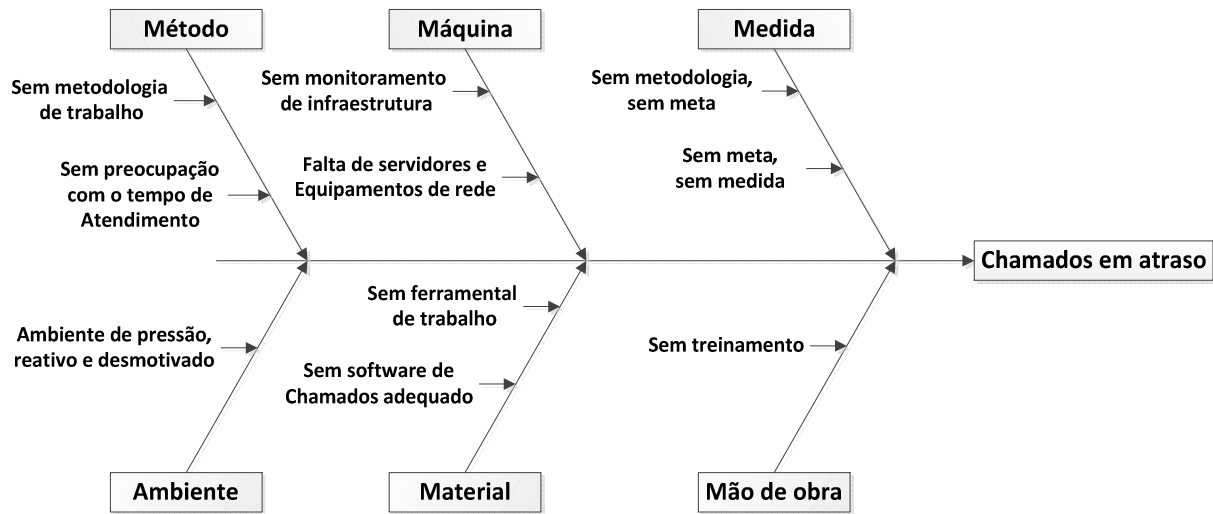 Método
Máquina
Medida
Sem metodologia
de trabalho
Sem preocupação
com o tempo de
Atendimento
Sem monitoramento
de infraestrutura
Falta de servidores e
Equipamentos de rede
Sem metodologia,
sem meta
Sem meta,
sem medida
Chamados em atraso
Ambiente de pressão,
reativo e desmotivado
Sem ferramental
de trabalho
Sem software de
Chamados adequado
Sem treinamento
Ambiente
Material
Mão de obra